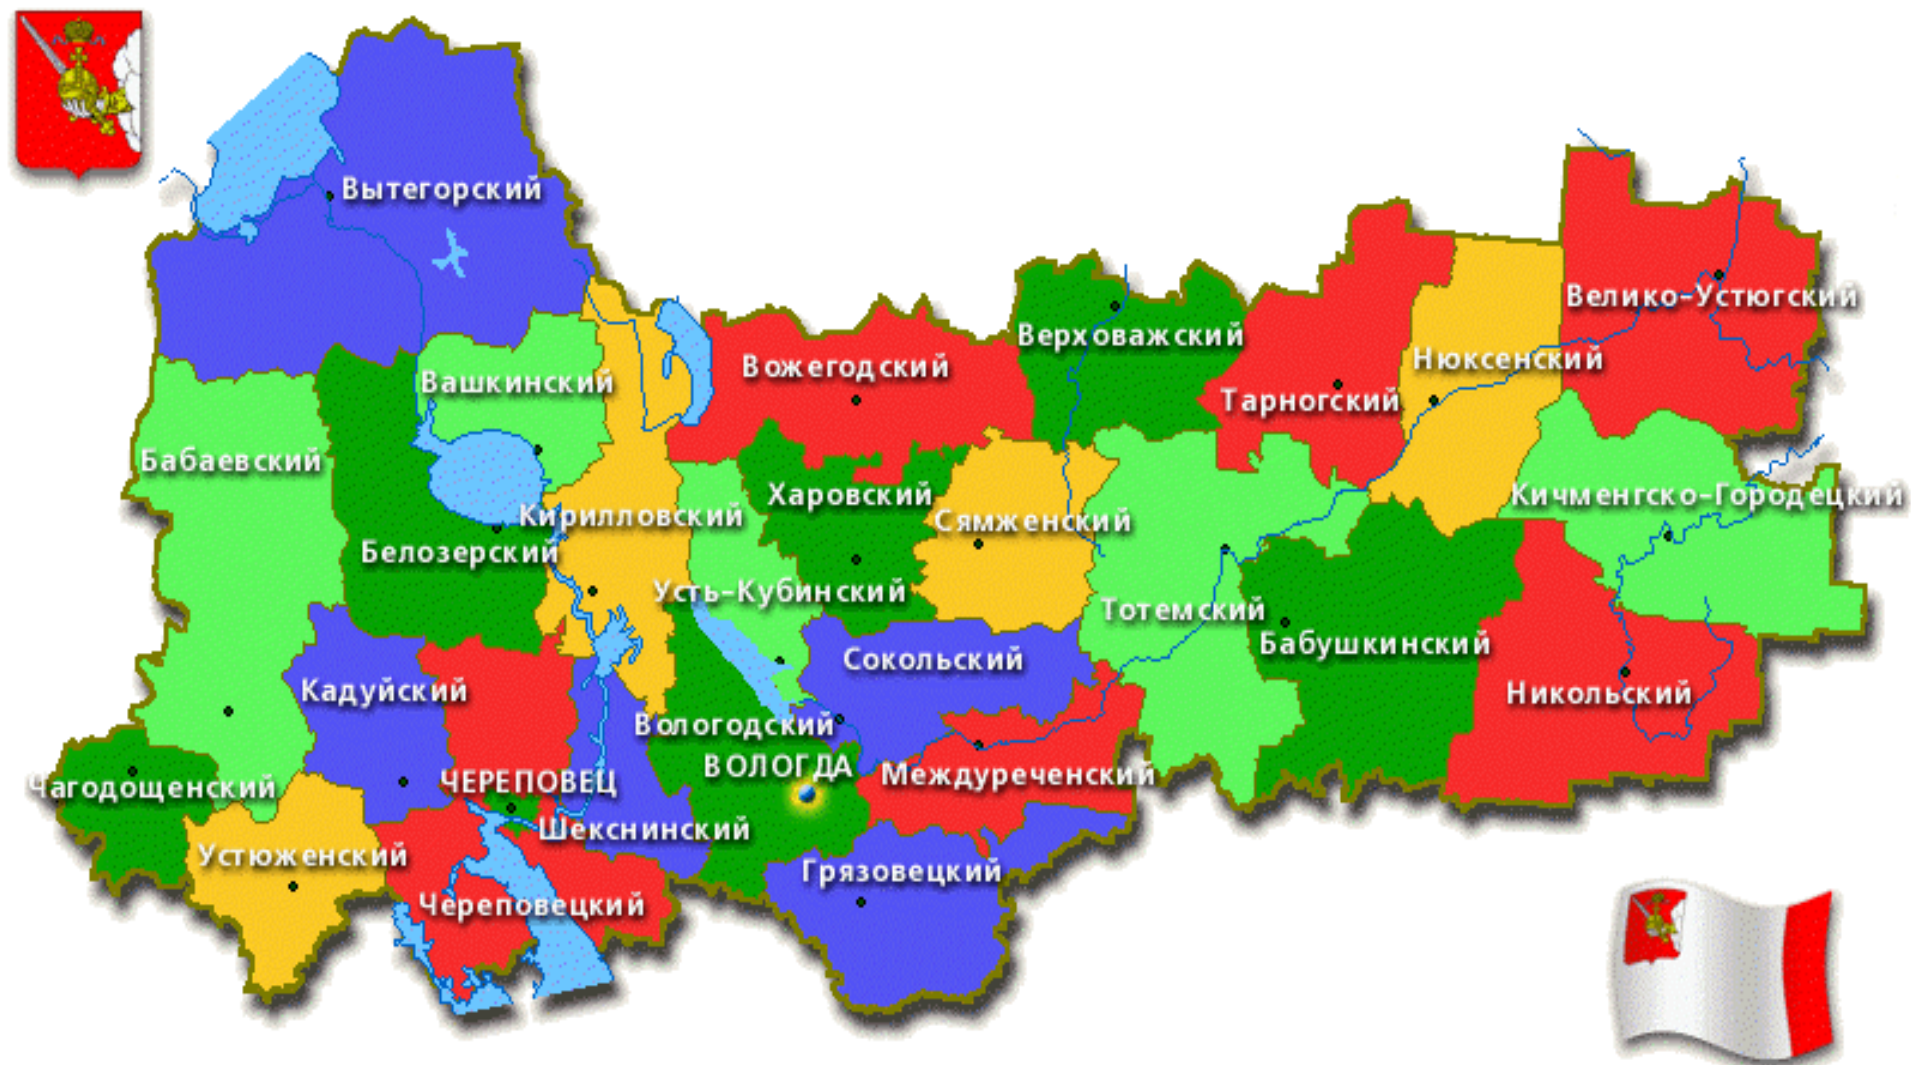 Вытегорский
Велико-Устюгский
Верховажский
Нюксенский
Вожегодский
Вашкинский
Тарногский
Бабаевский
Харовский
Кичменгско-Городецкий
Кирилловский
Сямженский
Белозерский
Усть-Кубинский
Тотемский
Бабушкинский
Сокольский
Кадуйский
Никольский
Вологодский
ВОЛОГДА
Междуреченский
ЧЕРЕПОВЕЦ
Чагодощенский
Шекснинский
Устюженский
Грязовецкий
Череповецкий